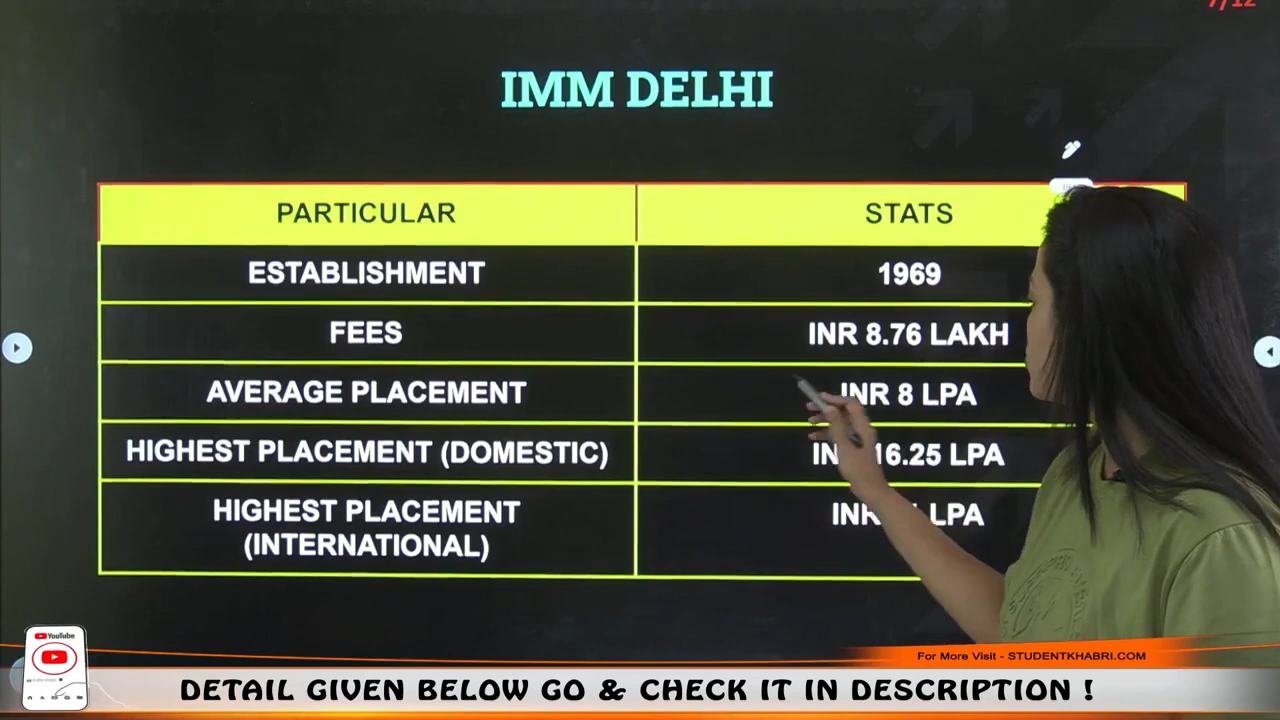 7/12
IMM DELHI
PARTICULAR
STATS
ESTABLISHMENT
1969
FEES
INR 8.76 LAKH
AVERAGE PLACEMENT
INR 8 LPA
HIGHEST PLACEMENT (DOMESTIC)
16.25 LPA
HIGHEST PLACEMENT
(INTERNATIONAL)
LPA
YouTube
For More Visit - STUDENTKHABRI.COM
DETAIL GIVEN BELOW GO & CHECK IT IN DESCRIPTION !